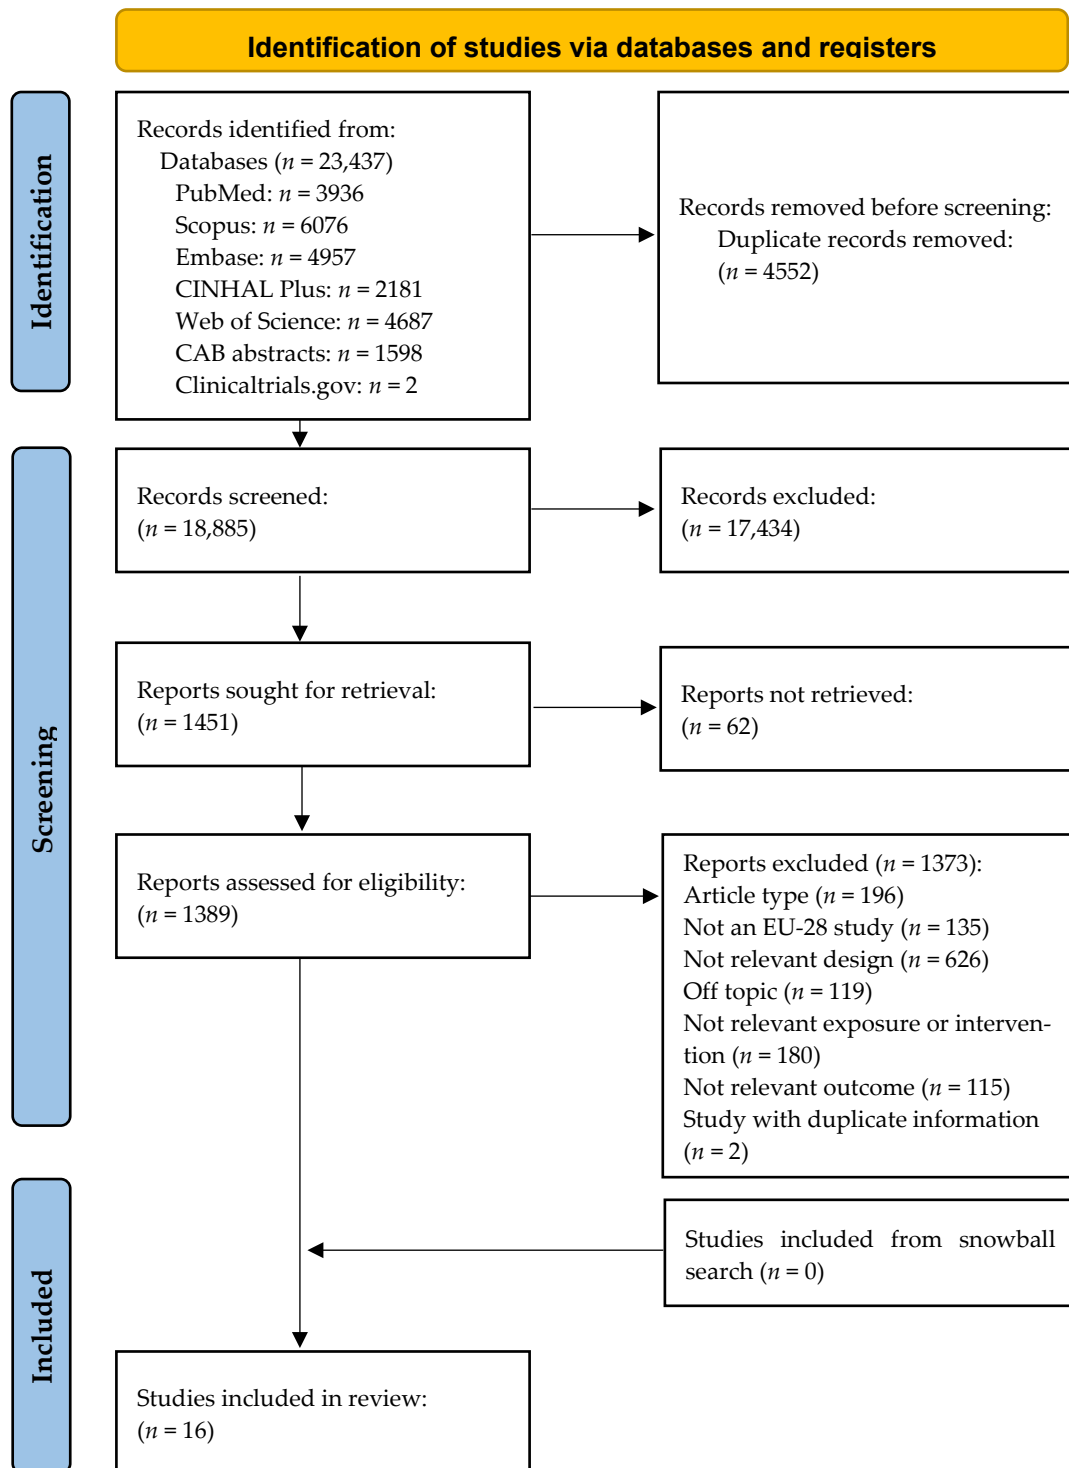 Identification of studies via databases and registers
Identification
Records identified from:
Databases (n = 23,437)
PubMed: n = 3936
Scopus: n = 6076
Embase: n = 4957
CINHAL Plus: n = 2181
Web of Science: n = 4687
CAB abstracts: n = 1598
Clinicaltrials.gov: n = 2
Records removed before screening:
Duplicate records removed:
(n = 4552)
Screening
Records screened:
(n = 18,885)
Records excluded:
(n = 17,434)
Reports sought for retrieval:
(n = 1451)
Reports not retrieved:
(n = 62)
Reports assessed for eligibility:
(n = 1389)
Reports excluded (n = 1373):
Article type (n = 196)
Not an EU-28 study (n = 135)
Not relevant design (n = 626)
Off topic (n = 119)
Not relevant exposure or interven-
tion (n = 180)
Not relevant outcome (n = 115)
Study with duplicate information
(n = 2)
Included
Studies included from snowball
search (n = 0)
Studies included in review:
(n = 16)